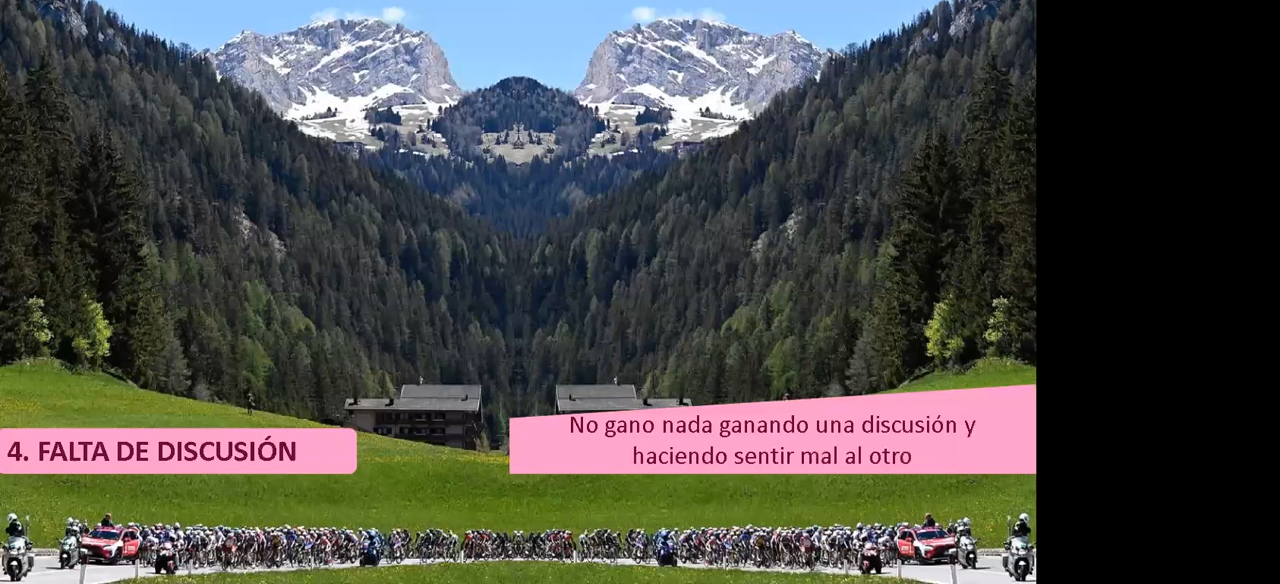 4. FALTA DE DISCUSIÓN
No gano nada ganando una discusión y
haciendo sentir mal al otro